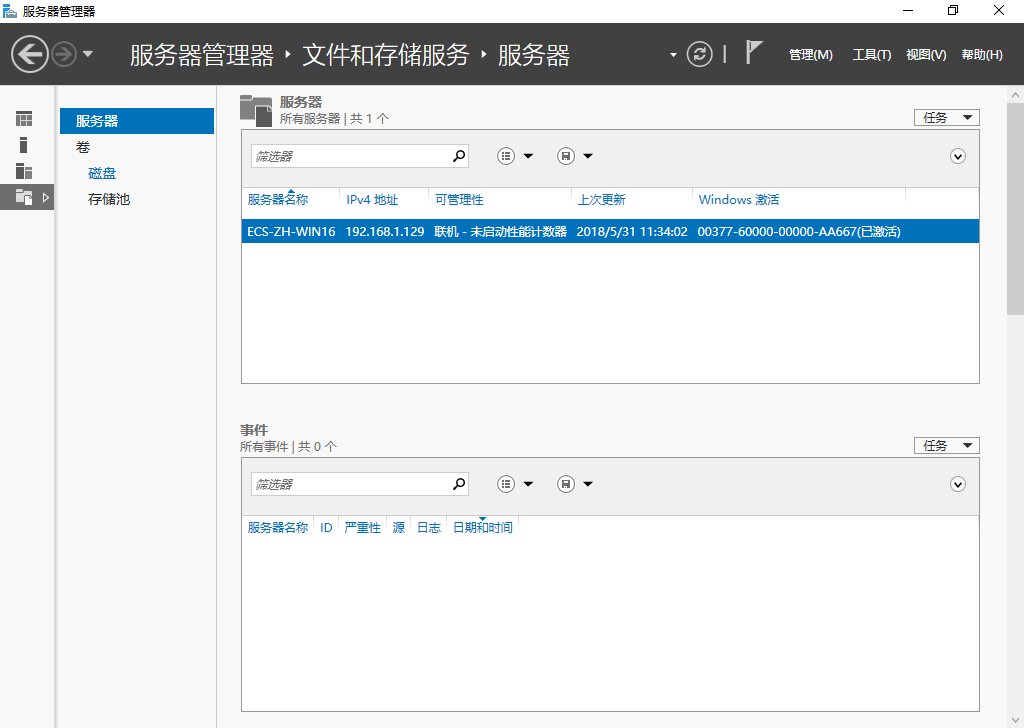 服务器管理器
服务器管理器 ‣ 文件和存储服务 ‣ 服务器
管理(M) 工具(T) 视图(V) 帮助(H)
服务器
卷
磁盘
存储池
服务器
所有服务器 | 共 1 个
任务
筛选器
服务器名称 IPv4 地址 可管理性 上次更新 Windows 激活
ECS-ZH-WIN16 192.168.1.129 联机 - 未启动性能计数器 2018/5/31 11:34:02 00377-60000-00000-AA667(已激活)
事件
所有事件 | 共 0 个
任务
筛选器
服务器名称 ID 严重性 源 日志 日期和时间